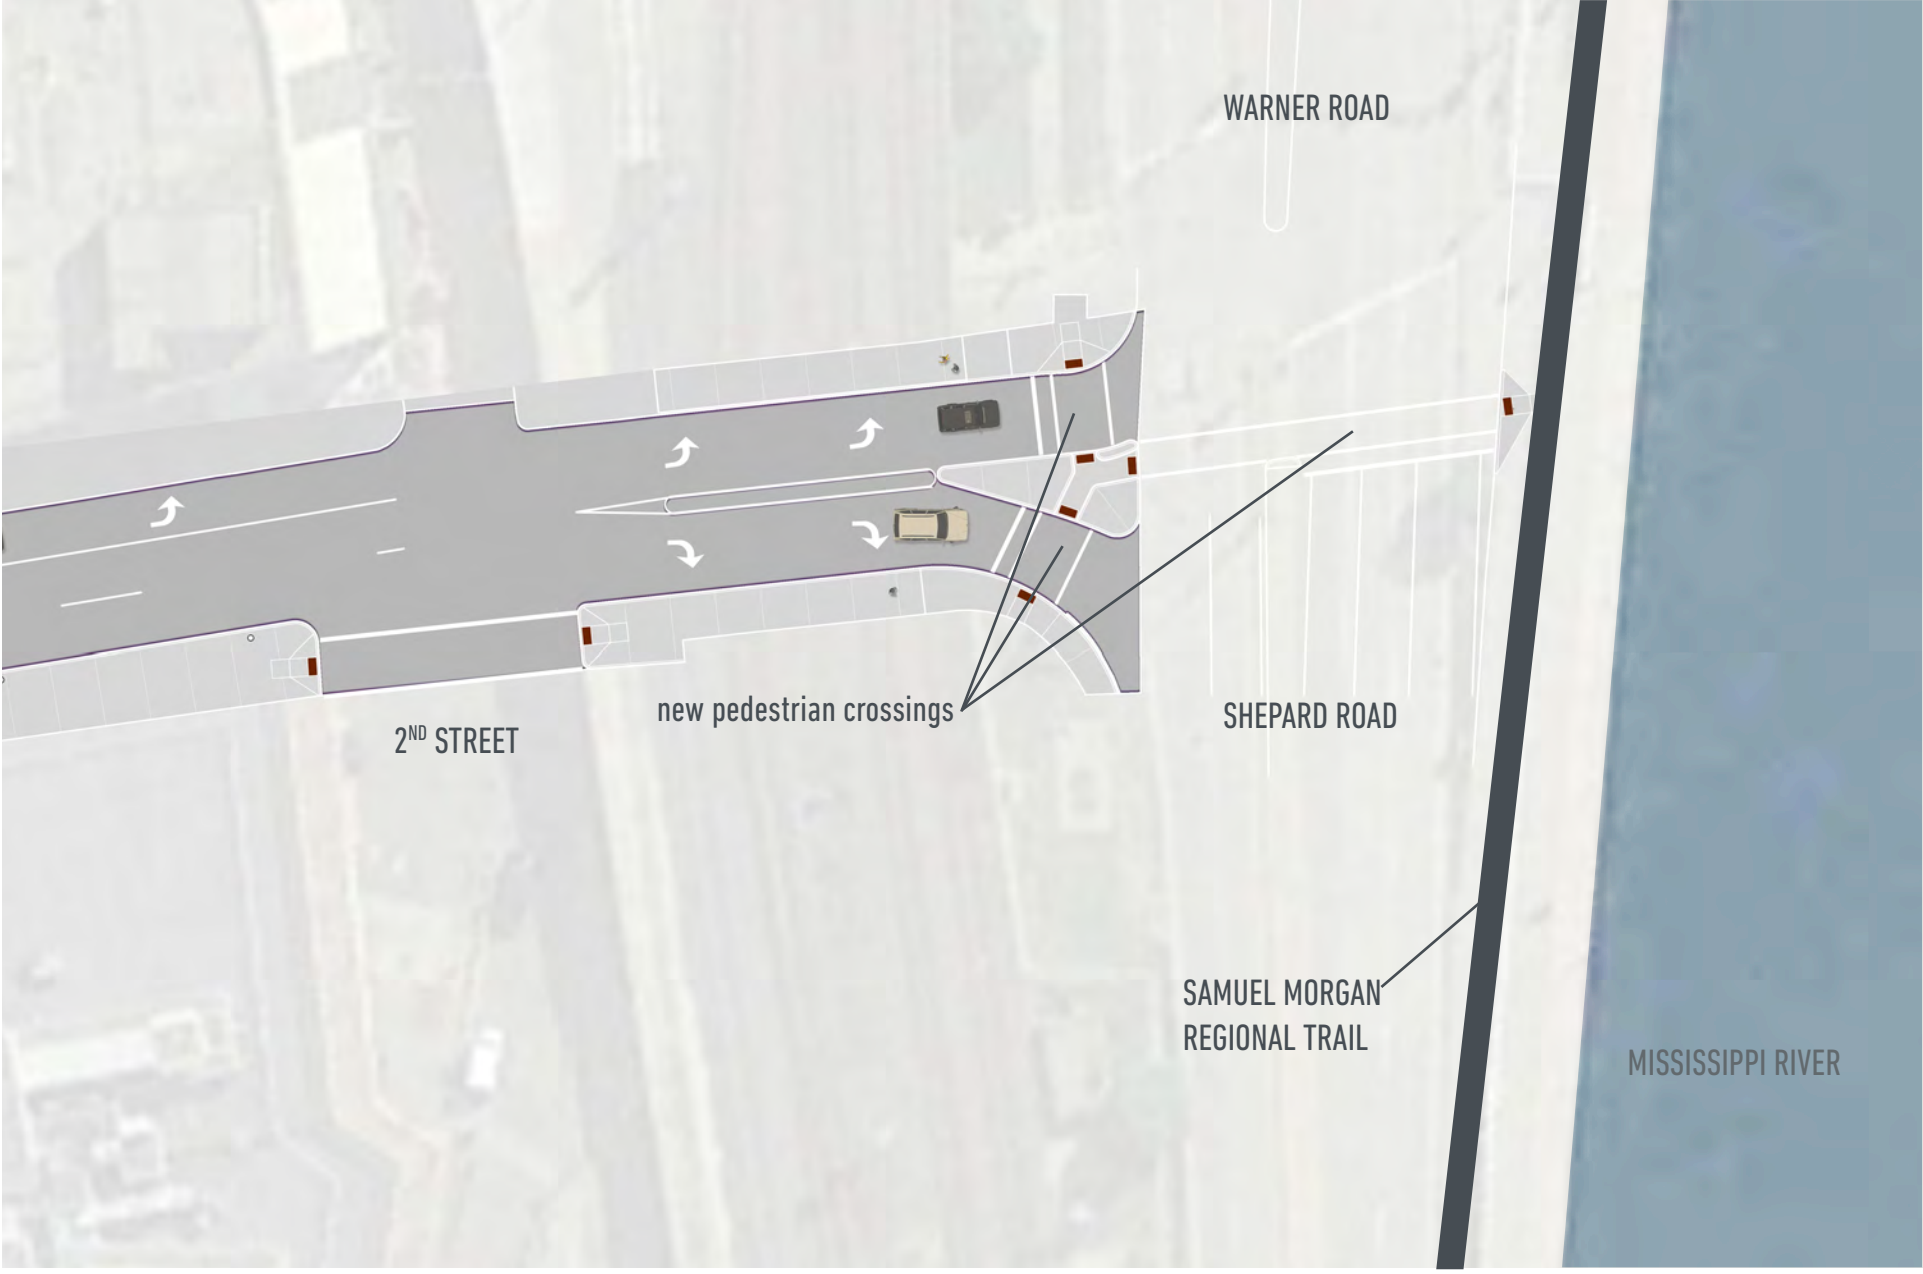 WARNER ROAD
new pedestrian crossings
SHEPARD ROAD
2ND STREET
SAMUEL MORGAN
REGIONAL TRAIL
MISSISSIPPI RIVER